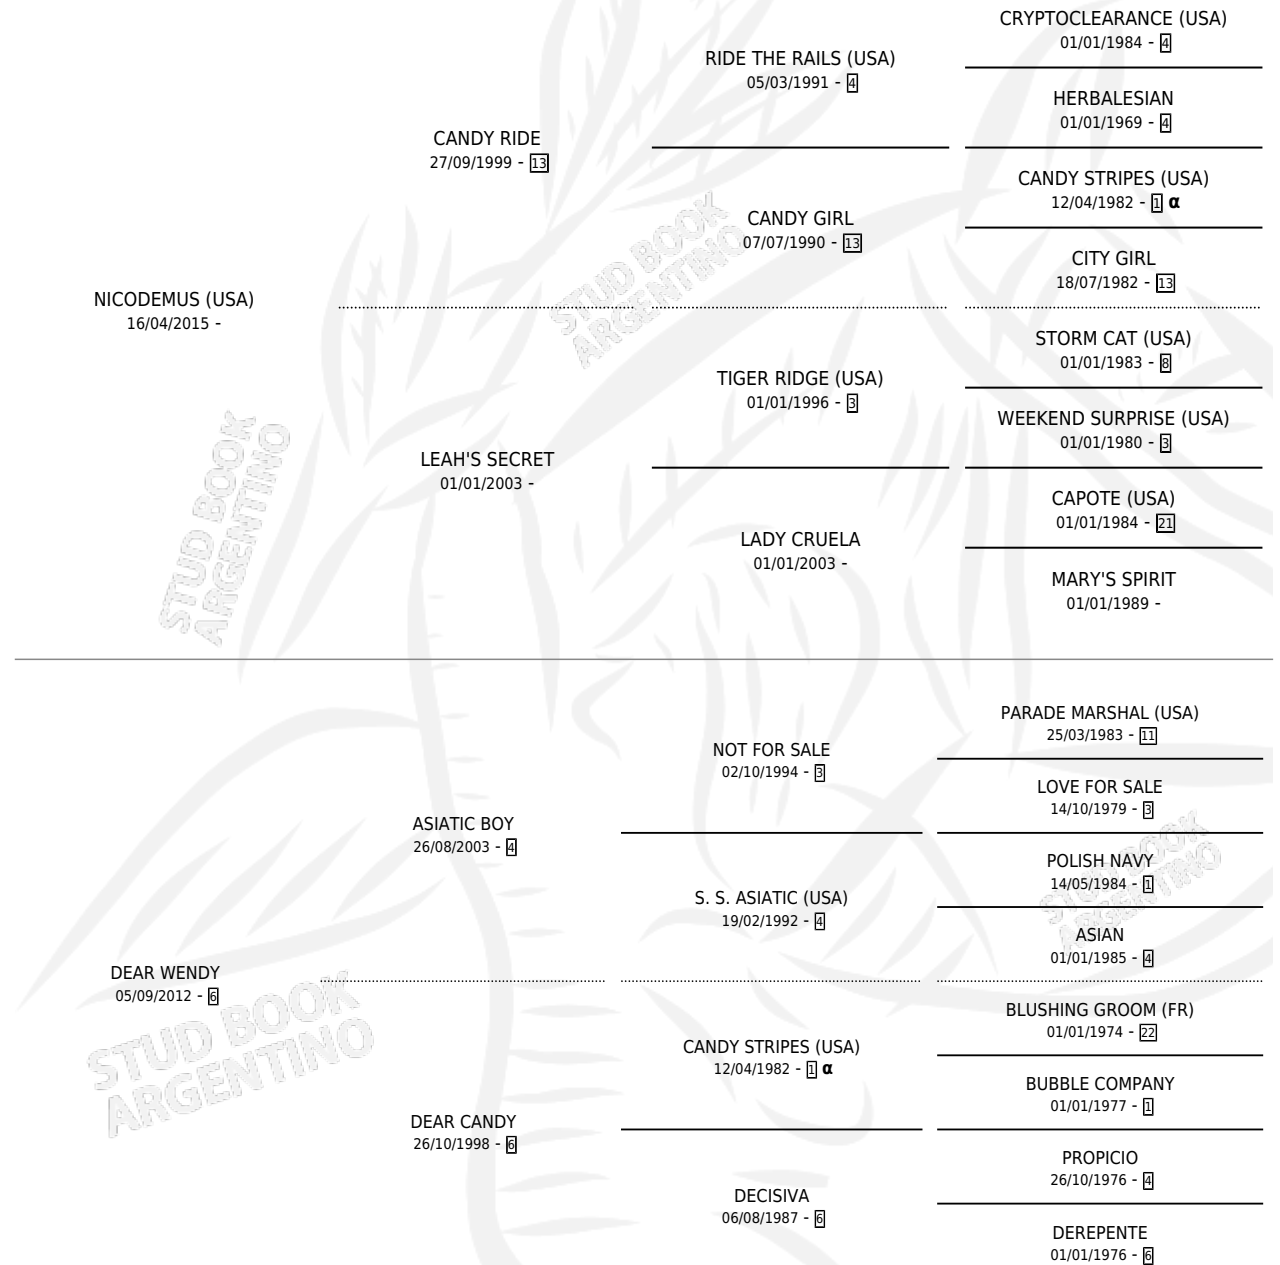 CRYPTOCLEARANCE (USA)
01/01/1984 - 4
RIDE THE RAILS (USA)
05/03/1991 - 4
HERBALESIAN
01/01/1969 - 4
CANDY RIDE
27/09/1999 - 13
CANDY STRIPES (USA)
12/04/1982 - 1 α
CANDY GIRL
07/07/1990 - 13
CITY GIRL
18/07/1982 - 13
NICODEMUS (USA)
16/04/2015 -
STORM CAT (USA)
01/01/1983 - 8
TIGER RIDGE (USA)
01/01/1996 - 3
WEEKEND SURPRISE (USA)
01/01/1980 - 3
LEAH'S SECRET
01/01/2003 -
CAPOTE (USA)
01/01/1984 - 21
LADY CRUELA
01/01/2003 -
MARY'S SPIRIT
01/01/1989 -
PARADE MARSHAL (USA)
25/03/1983 - 11
NOT FOR SALE
02/10/1994 - 3
LOVE FOR SALE
14/10/1979 - 3
ASIATIC BOY
26/08/2003 - 4
POLISH NAVY
14/05/1984 - 1
S. S. ASIATIC (USA)
19/02/1992 - 4
ASIAN
01/01/1985 - 4
DEAR WENDY
05/09/2012 - 6
BLUSHING GROOM (FR)
01/01/1974 - 22
CANDY STRIPES (USA)
12/04/1982 - 1 α
BUBBLE COMPANY
01/01/1977 - 1
DEAR CANDY
26/10/1998 - 6
PROPICIO
26/10/1976 - 4
DECISIVA
06/08/1987 - 6
DEREPENTE
01/01/1976 - 6
STUD BOOK
ARGENTINO
STUD BOOK
ARGENTINO
STUD BOOK
ARGENTINO
STUD BOOK
ARGENTINO